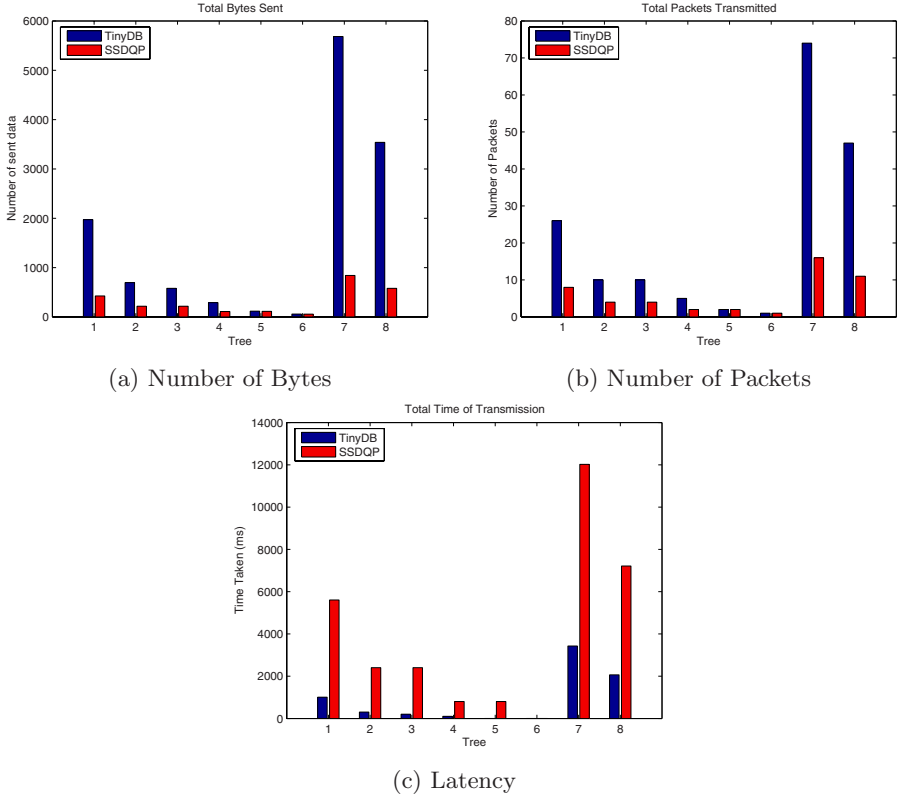 Total Bytes Sent
TinyDB
SSDQP
6000
5000
4000
3000
2000
1000
0
Number of sent data
1 2 3 4 5 6 7 8
Tree
(a) Number of Bytes
Total Packets Transmitted
TinyDB
SSDQP
80
70
60
50
40
30
20
10
0
Number of Packets
1 2 3 4 5 6 7 8
Tree
(b) Number of Packets
Total Time of Transmission
TinyDB
SSDQP
14000
12000
10000
8000
6000
4000
2000
0
Time Taken (ms)
1 2 3 4 5 6 7 8
Tree
(c) Latency